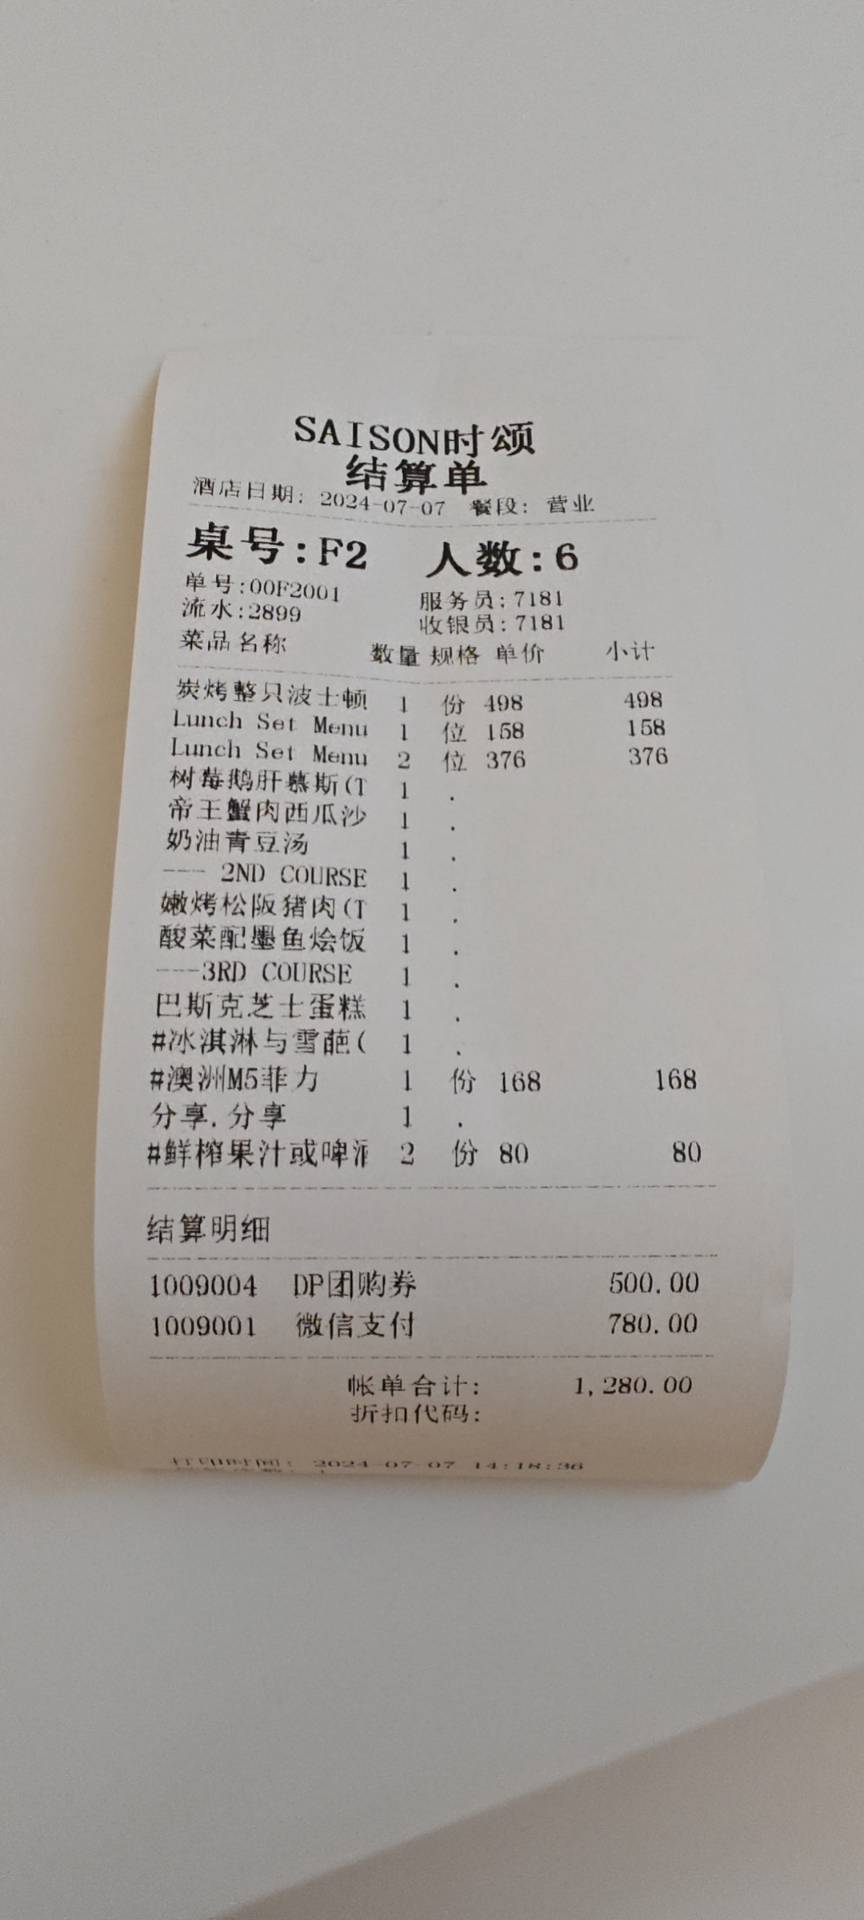 SAISON时颂
结算单
酒店日期: 2024-07-07 餐段: 营业
桌号:F2 人数:6
单号:00F2001 服务员:7181
流水:2899 收银员:7181
菜品名称 数量 规格 单价 小计
炭烤整只波士顿 1 份 498 498
Lunch Set Menu 1 位 158 158
Lunch Set Menu 2 位 376 376
树莓鹅肝慕斯(T 1 .
帝王蟹肉西瓜沙 1 .
奶油青豆汤 1 .
--- 2ND COURSE 1 .
嫩烤松阪猪肉(T 1 .
酸菜配墨鱼烩饭 1 .
---3RD COURSE 1 .
巴斯克芝士蛋糕 1 .
#冰淇淋与雪葩( 1 .
#澳洲M5菲力 1 份 168 168
分享.分享 1 .
#鲜榨果汁或啤酒 2 份 80 80
结算明细
1009004 DP团购券 500.00
1009001 微信支付 780.00
帐单合计: 1,280.00
折扣代码:
打印时间: 2024-07-07 14:18:36